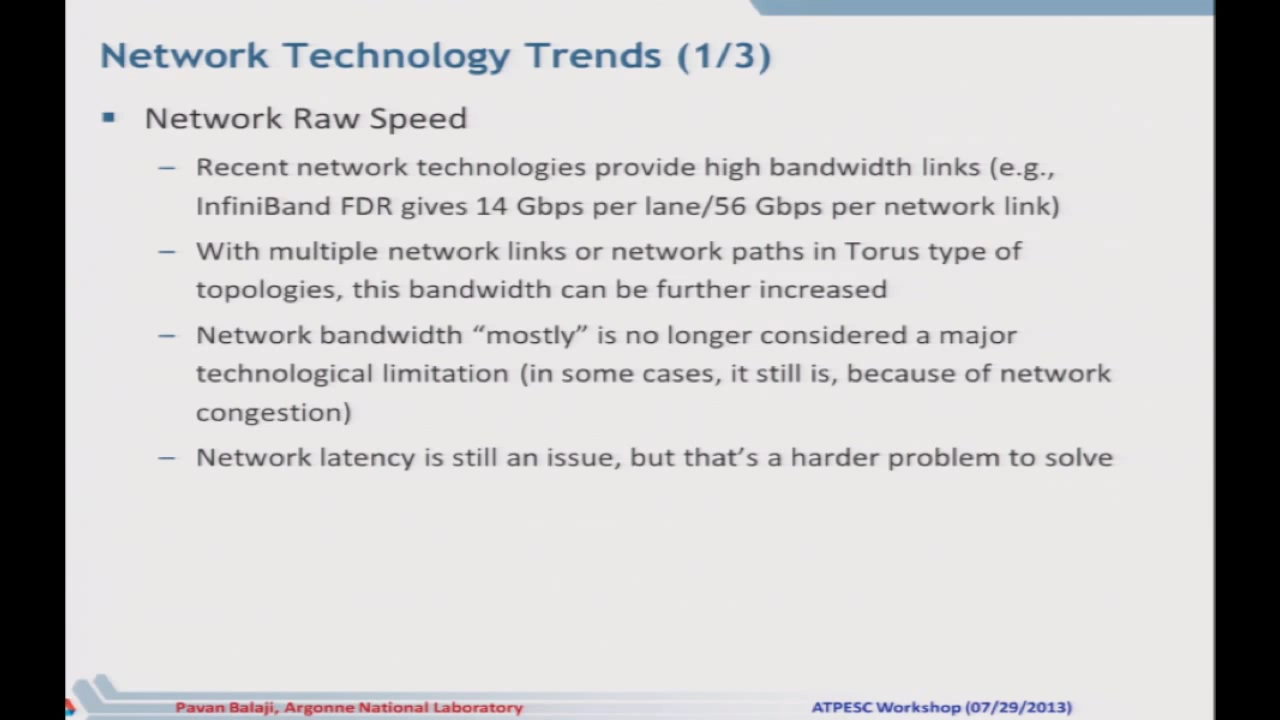 Network Technology Trends (1/3)
▪ Network Raw Speed
– Recent network technologies provide high bandwidth links (e.g.,
InfiniBand FDR gives 14 Gbps per lane/56 Gbps per network link)
– With multiple network links or network paths in Torus type of
topologies, this bandwidth can be further increased
– Network bandwidth “mostly” is no longer considered a major
technological limitation (in some cases, it still is, because of network
congestion)
– Network latency is still an issue, but that’s a harder problem to solve
Pavan Balaji, Argonne National Laboratory
ATPESC Workshop (07/29/2013)